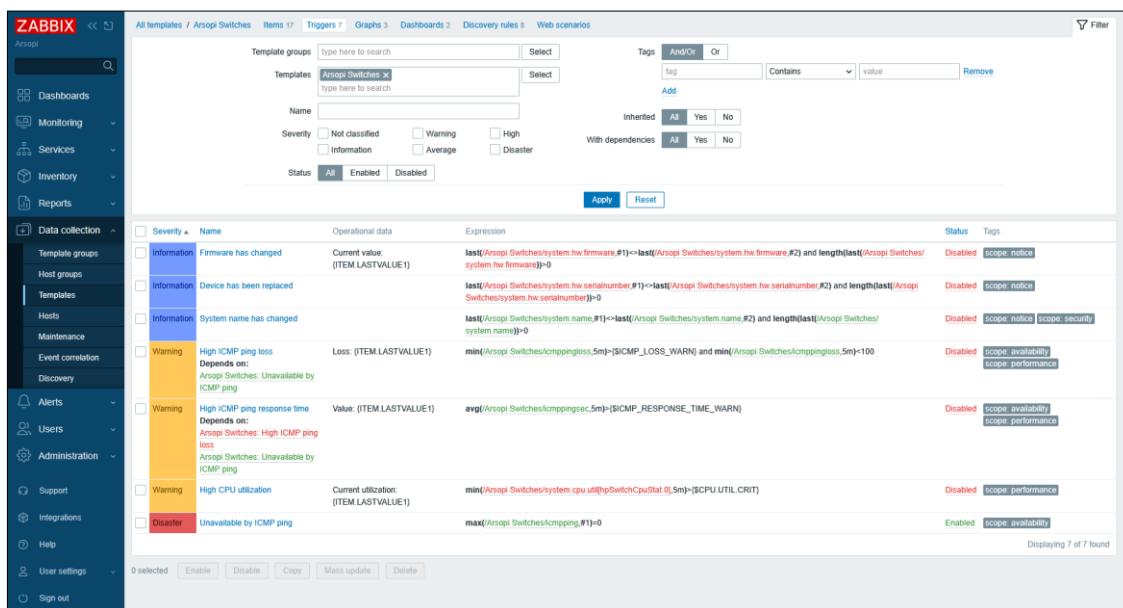 ZABBIX
Arsopi
Dashboards
Monitoring
Services
Inventory
Reports
Data collection
Template groups
Host groups
Templates
Hosts
Maintenance
Event correlation
Discovery
Alerts
Users
Administration
Support
Integrations
Help
User settings
Sign out
All templates / Arsopi Switches Items 17 Triggers 7 Graphs 3 Dashboards 2 Discovery rules 8 Web scenarios
Filter
Template groups type here to search Select
Templates Arsopi Switches × Select
type here to search
Name
Severity Not classified Warning High
Information Average Disaster
Status All Enabled Disabled
Tags And/Or Or
tag Contains value Remove
Add
Inherited All Yes No
With dependencies All Yes No
Apply Reset
Severity Name Operational data Expression Status Tags
Information Firmware has changed Current value: last(/Arsopi Switches/system.hw.firmware,#1)<>last(/Arsopi Switches/system.hw.firmware,#2) and length(last(/Arsopi Switches/ Disabled scope: notice
{ITEM.LASTVALUE1} system.hw.firmware))>0
Information Device has been replaced last(/Arsopi Switches/system.hw.serialnumber,#1)<>last(/Arsopi Switches/system.hw.serialnumber,#2) and length(last(/Arsopi Disabled scope: notice
Switches/system.hw.serialnumber))>0
Information System name has changed last(/Arsopi Switches/system.name,#1)<>last(/Arsopi Switches/system.name,#2) and length(last(/Arsopi Switches/ Disabled scope: notice scope: security
system.name))>0
Warning High ICMP ping loss Loss: {ITEM.LASTVALUE1} min(/Arsopi Switches/icmppingloss,5m)>{$ICMP_LOSS_WARN} and min(/Arsopi Switches/icmppingloss,5m)<100 Disabled scope: availability
Depends on: scope: performance
Arsopi Switches: Unavailable by
ICMP ping
Warning High ICMP ping response time Value: {ITEM.LASTVALUE1} avg(/Arsopi Switches/icmppingsec,5m)>{$ICMP_RESPONSE_TIME_WARN} Disabled scope: availability
Depends on: scope: performance
Arsopi Switches: High ICMP ping
loss
Arsopi Switches: Unavailable by
ICMP ping
Warning High CPU utilization Current utilization: min(/Arsopi Switches/system.cpu.util[hpSwitchCpuStat.0],5m)>{$CPU.UTIL.CRIT} Disabled scope: performance
{ITEM.LASTVALUE1}
Disaster Unavailable by ICMP ping max(/Arsopi Switches/icmpping,#1)=0 Enabled scope: availability
Displaying 7 of 7 found
0 selected Enable Disable Copy Mass update Delete